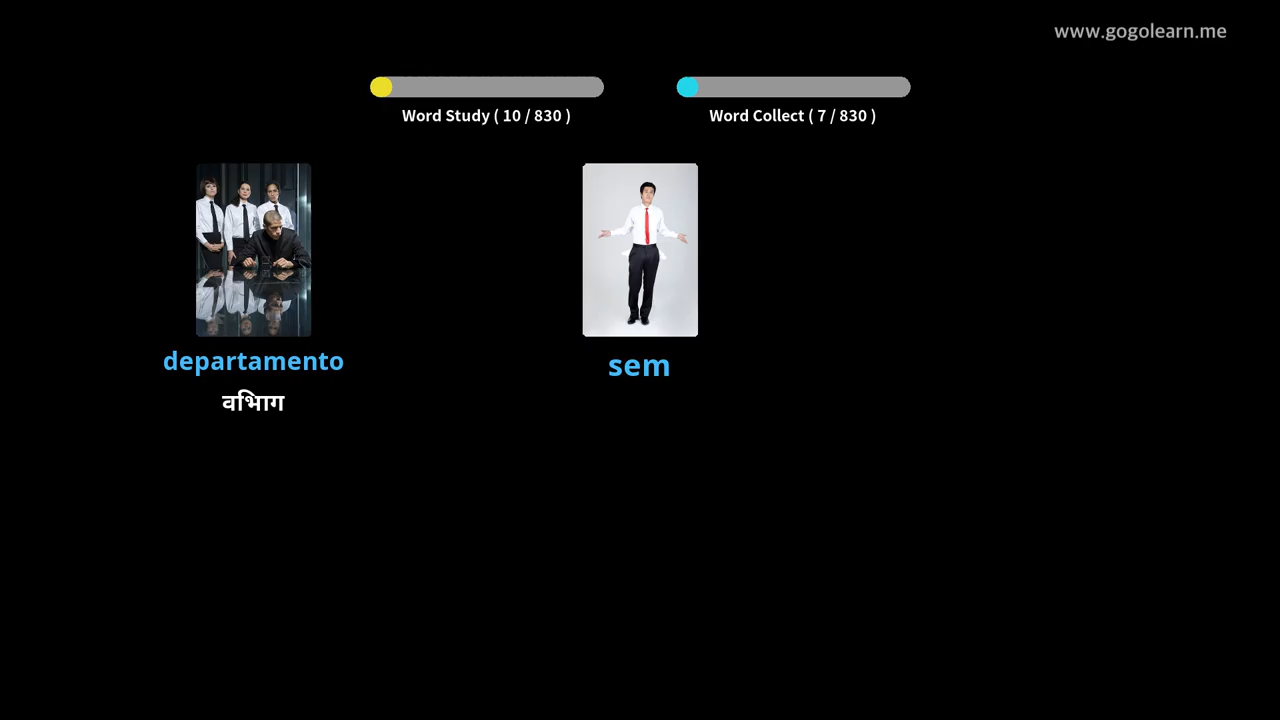 www.gogolearn.me
Word Study ( 10 / 830 )
Word Collect ( 7 / 830 )
departamento
वभिाग
sem